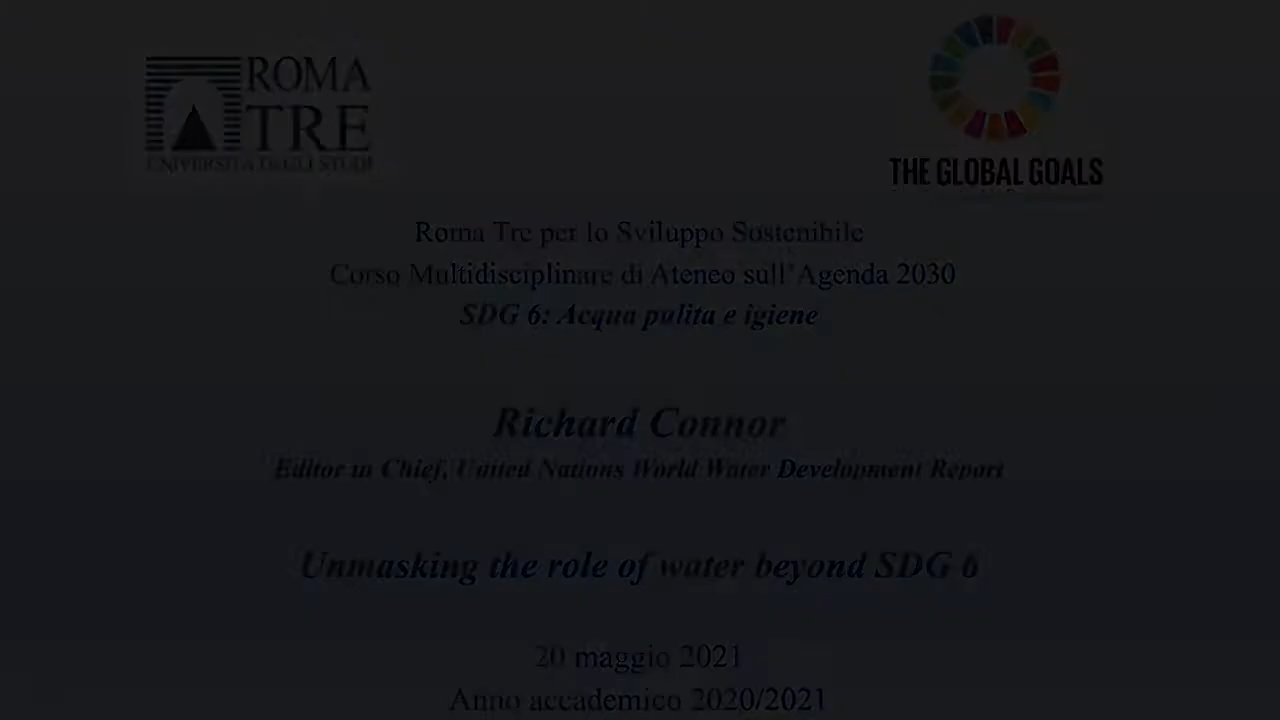 ROMA
TRE
UNIVERSITÀ DEGLI STUDI
THE GLOBAL GOALS
Roma Tre per lo Sviluppo Sostenibile
Corso Multidisciplinare di Ateneo sull'Agenda 2030
SDG 6: Acqua pulita e igiene
Richard Connor
Editor in Chief, United Nations World Water Development Report
Unmasking the role of water beyond SDG 6
20 maggio 2021
Anno accademico 2020/2021